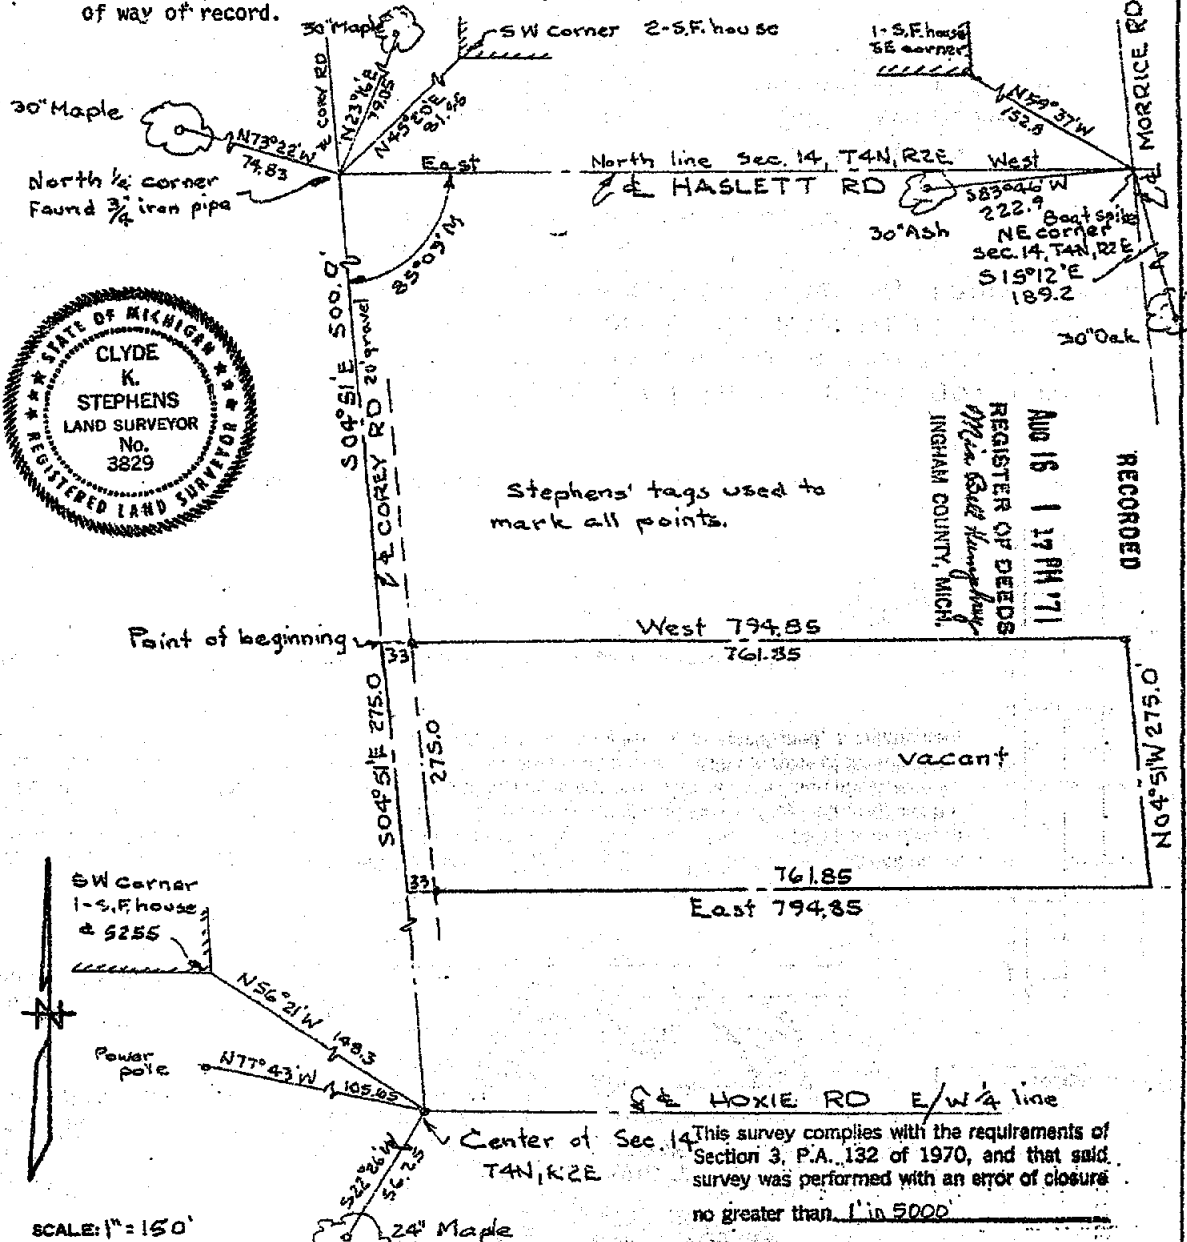 of way of record.
30" Maple
SW corner 2-S.F. house
1-S.F. house
SE corner
MORRICE RD
30" Maple
N73°22'W
74.83
N23°16'E
79.05
N45°20'E
N59°37'W
152.8
East
North line Sec. 14, T4N, R2E West
℄ HASLETT RD
North ¼ corner
Found ¾" iron pipe
S83°46'W
222.9
30" Ash
Boat spike
NE corner
Sec. 14, T4N, R2E
S15°12'E
189.2
30" Oak
85°09' M
STATE OF MICHIGAN
CLYDE
K.
STEPHENS
LAND SURVEYOR
No.
3829
REGISTERED LAND SURVEYOR
S04°51'E 500.0'
20' gravel
℄ COREY RD
Stephens' tags used to
mark all points.
RECORDED
AUG 16 1 17 PM '71
REGISTER OF DEEDS
INGHAM COUNTY, MICH.
Point of beginning
West 794.85
33
761.85
S04°51'E 275.0
275.0
vacant
N04°51'W 275.0'
33
761.85
East 794.85
SW corner
1-S.F. house
# 5255
N56°21'W 148.3
Power
pole
N77°43'W 105.05
℄ HOXIE RD E/W ¼ line
Center of Sec. 14
T4N, R2E
S22°26'W
56.25
24" Maple
This survey complies with the requirements of
Section 3, P.A. 132 of 1970, and that said
survey was performed with an error of closure
no greater than 1' in 5000'
SCALE: 1" = 150'